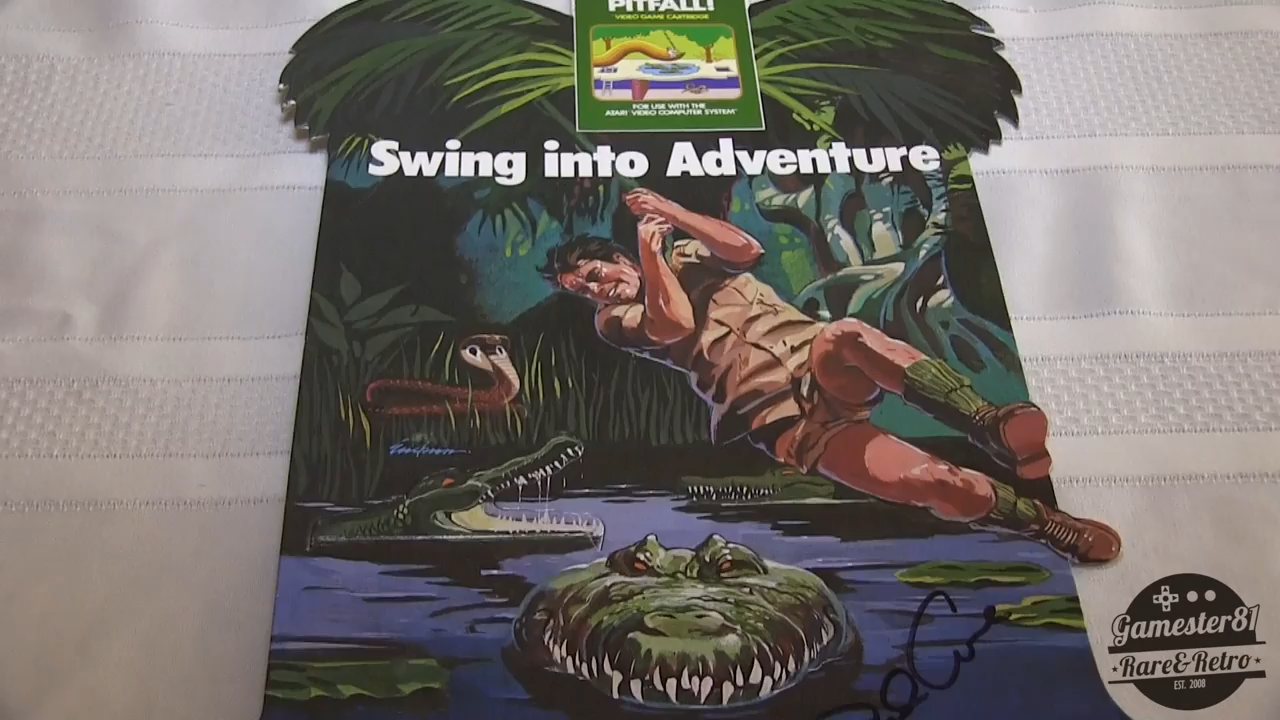 PITFALL!
VIDEO GAME CARTRIDGE
FOR USE WITH THE
ATARI® VIDEO COMPUTER SYSTEM™
Swing into Adventure
Gamester81
Rare&Retro
EST. 2008